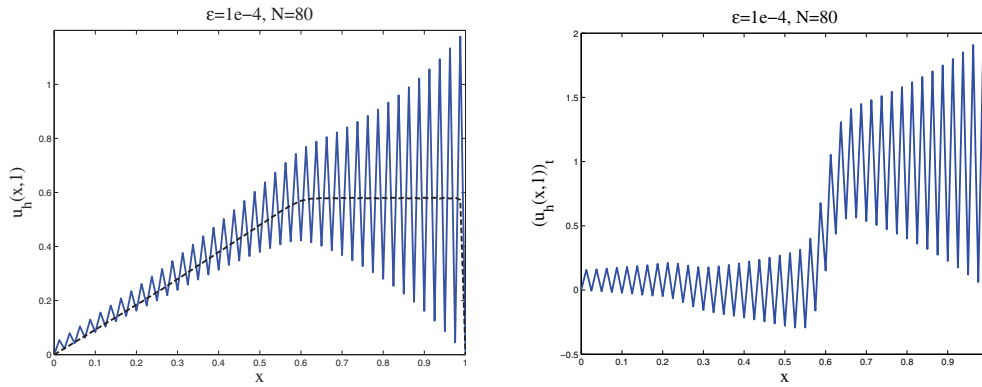 ε=1e-4, N=80
u_h(x,1)
1
0.8
0.6
0.4
0.2
0
0 0.1 0.2 0.3 0.4 0.5 0.6 0.7 0.8 0.9 1
x
ε=1e-4, N=80
(u_h(x,1))_t
2
1.5
1
0.5
0
−0.5
0 0.1 0.2 0.3 0.4 0.5 0.6 0.7 0.8 0.9
x